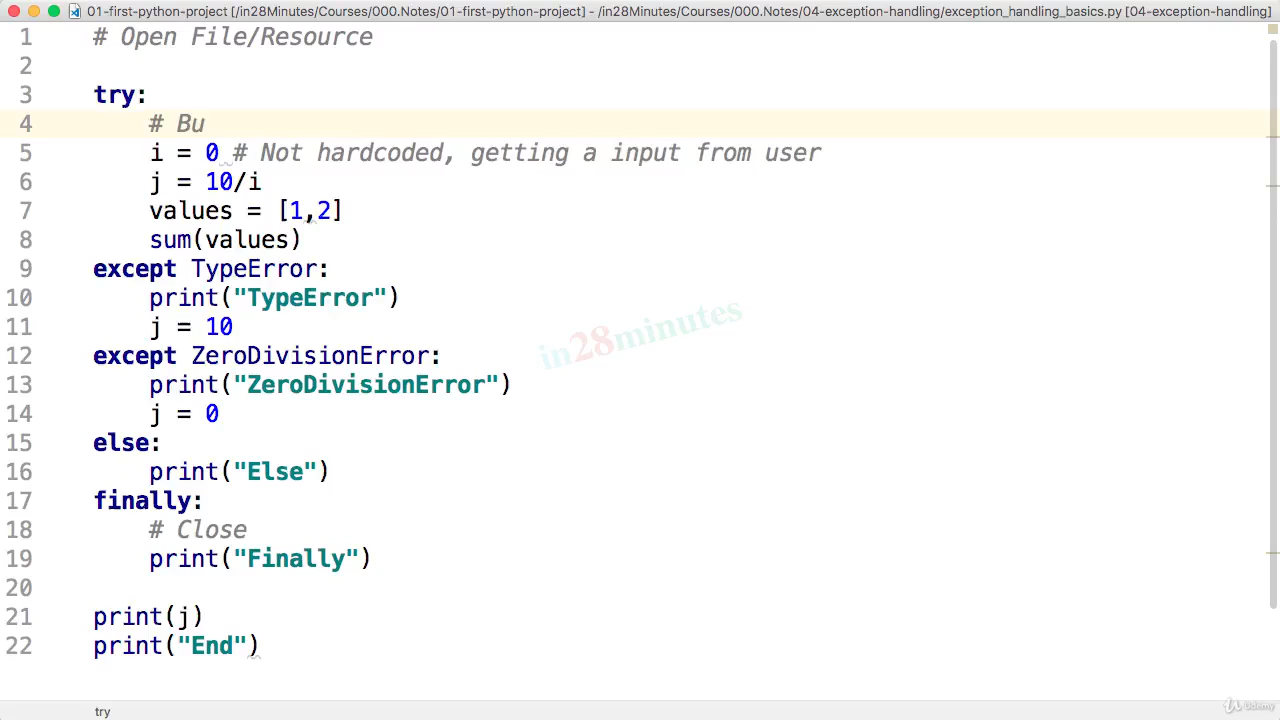 01-first-python-project [/in28Minutes/Courses/000.Notes/01-first-python-project] - /in28Minutes/Courses/000.Notes/04-exception-handling/exception_handling_basics.py [04-exception-handling]
1 # Open File/Resource
2
3 try:
4 # Bu
5 i = 0 # Not hardcoded, getting a input from user
6 j = 10/i
7 values = [1,2]
8 sum(values)
9 except TypeError:
10 print("TypeError")
11 j = 10
12 except ZeroDivisionError:
13 print("ZeroDivisionError")
14 j = 0
15 else:
16 print("Else")
17 finally:
18 # Close
19 print("Finally")
20
21 print(j)
22 print("End")
in28minutes
try
Udemy